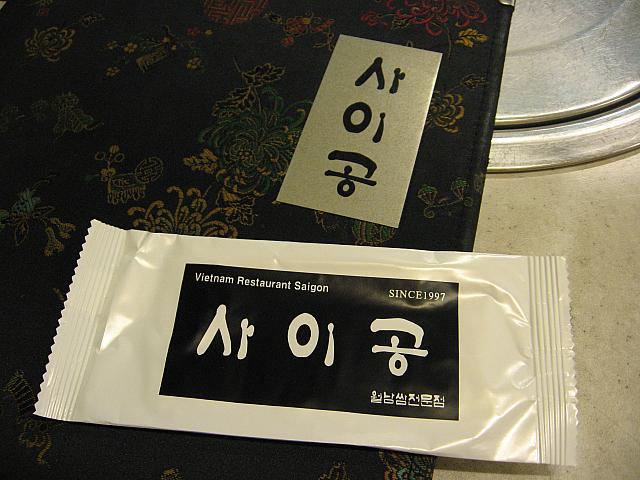 사
이
공
Vietnam Restaurant Saigon
SINCE1997
사 이 공
월남쌈전문점